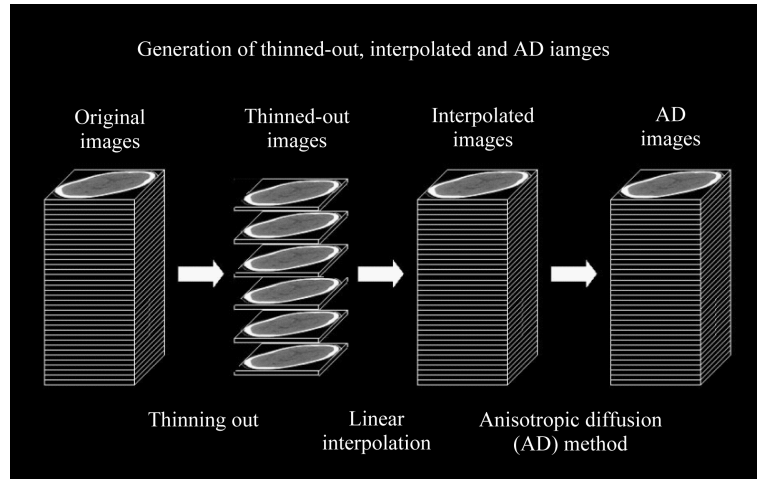 Generation of thinned-out, interpolated and AD iamges
Original
images
Thinned-out
images
Interpolated
images
AD
images
Thinning out
Linear
interpolation
Anisotropic diffusion
(AD) method